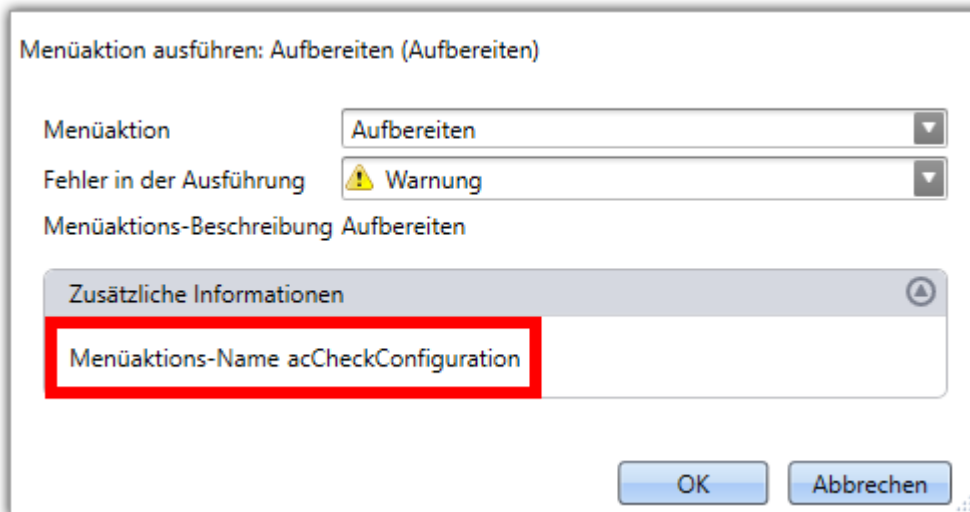 Menüaktion ausführen: Aufbereiten (Aufbereiten)
Menüaktion Aufbereiten
Fehler in der Ausführung Warnung
Menüaktions-Beschreibung Aufbereiten
Zusätzliche Informationen
Menüaktions-Name acCheckConfiguration
OK Abbrechen